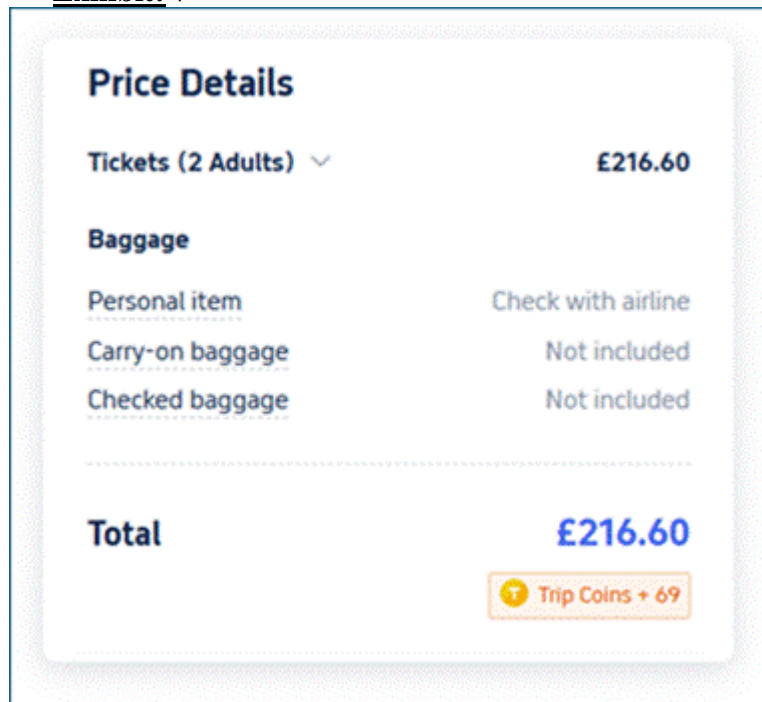 Price Details
Tickets (2 Adults) £216.60
Baggage
Personal item Check with airline
Carry-on baggage Not included
Checked baggage Not included
Total £216.60
Trip Coins + 69